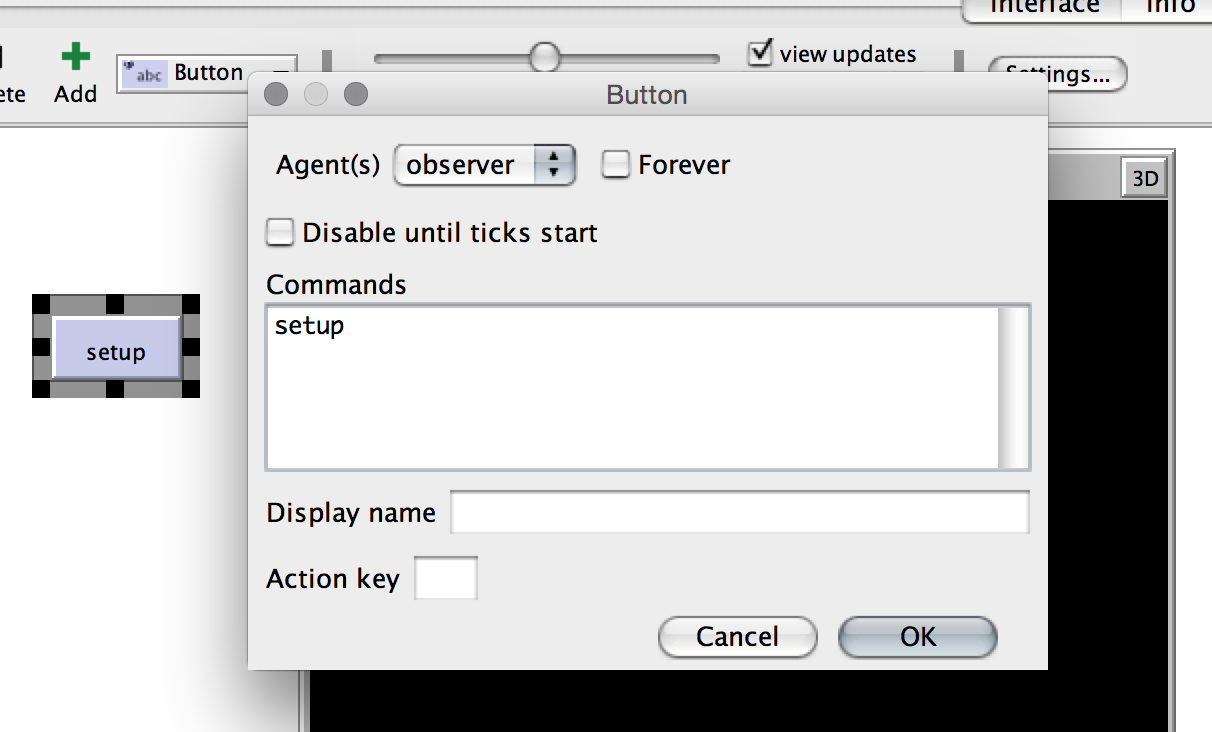 Interface Info
abc Button
view updates
ete Add
Settings...
Button
Agent(s) observer Forever
3D
Disable until ticks start
Commands
setup
setup
Display name
Action key
Cancel OK